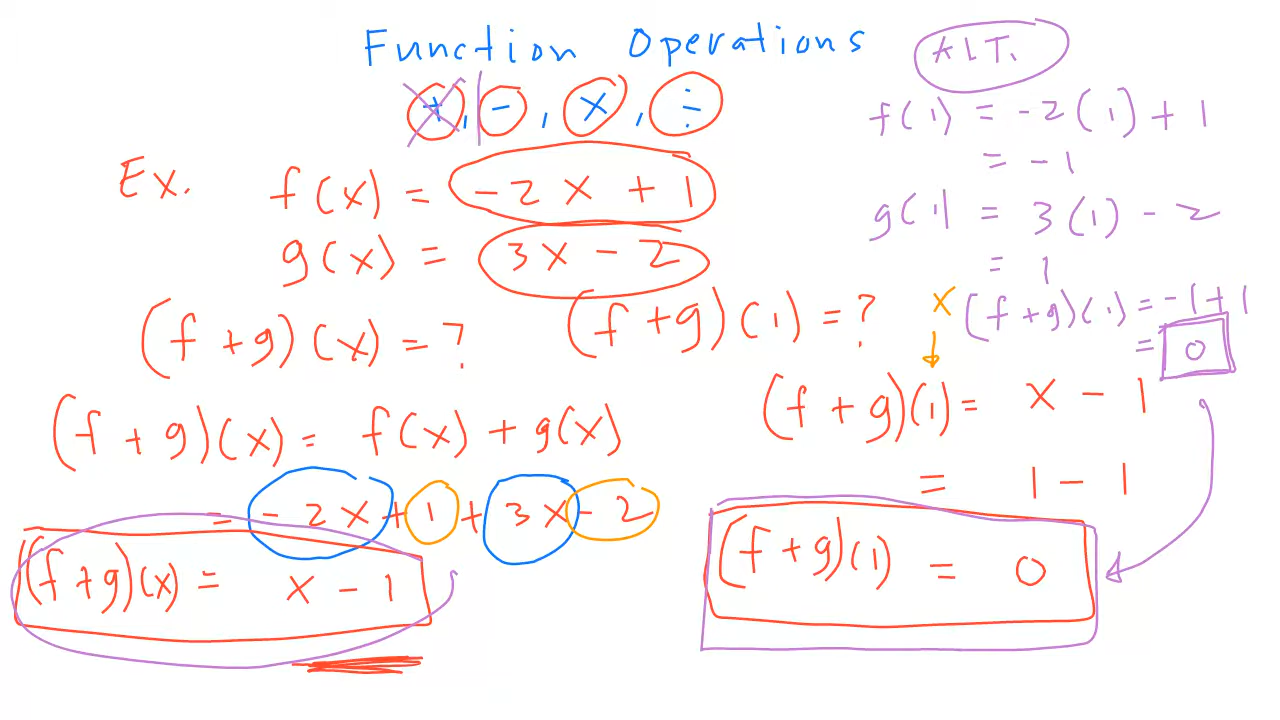 Function Operations
+, -, ×, ÷
Ex. f(x) = -2x + 1
g(x) = 3x - 2
(f + g)(x) = ?
(f + g)(1) = ?
(f + g)(x) = f(x) + g(x)
= -2x + 1 + 3x - 2
(f + g)(x) = x - 1
ALT.
f(1) = -2(1) + 1
= -1
g(1) = 3(1) - 2
= 1
(f + g)(1) = -1 + 1
= 0
x
(f + g)(1) = x - 1
= 1 - 1
(f + g)(1) = 0